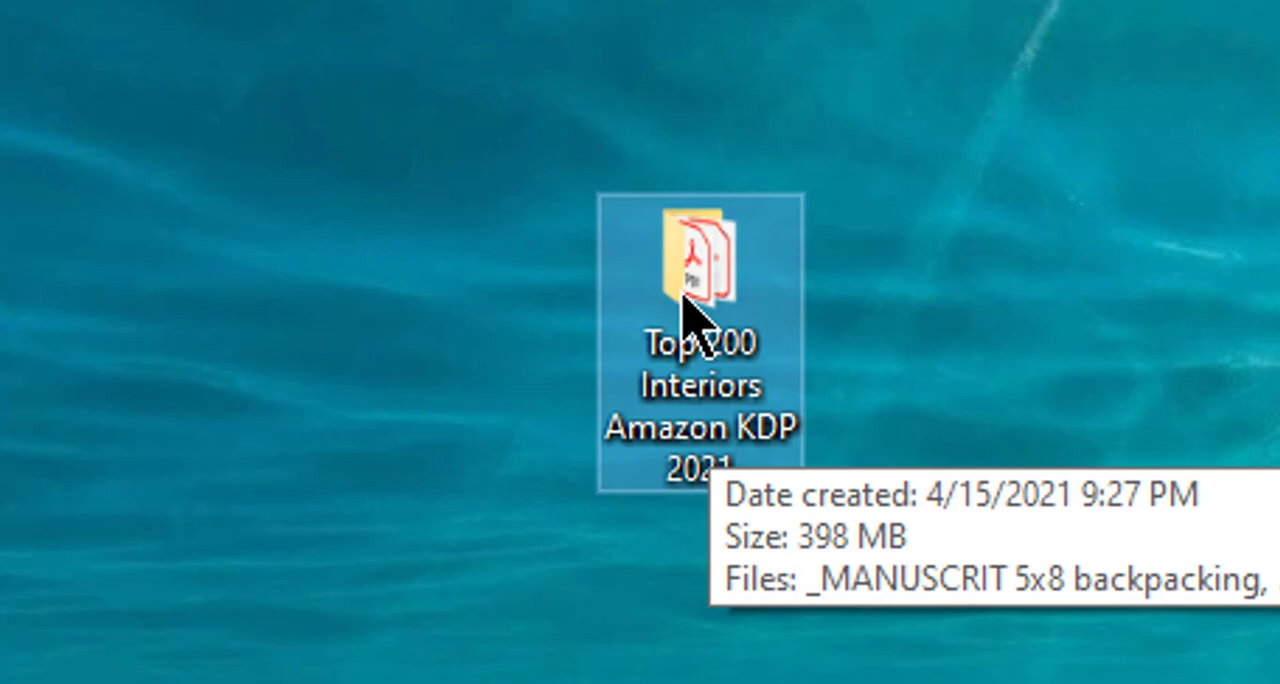 Top 200
Interiors
Amazon KDP
2021
Date created: 4/15/2021 9:27 PM
Size: 398 MB
Files: _MANUSCRIT 5x8 backpacking,